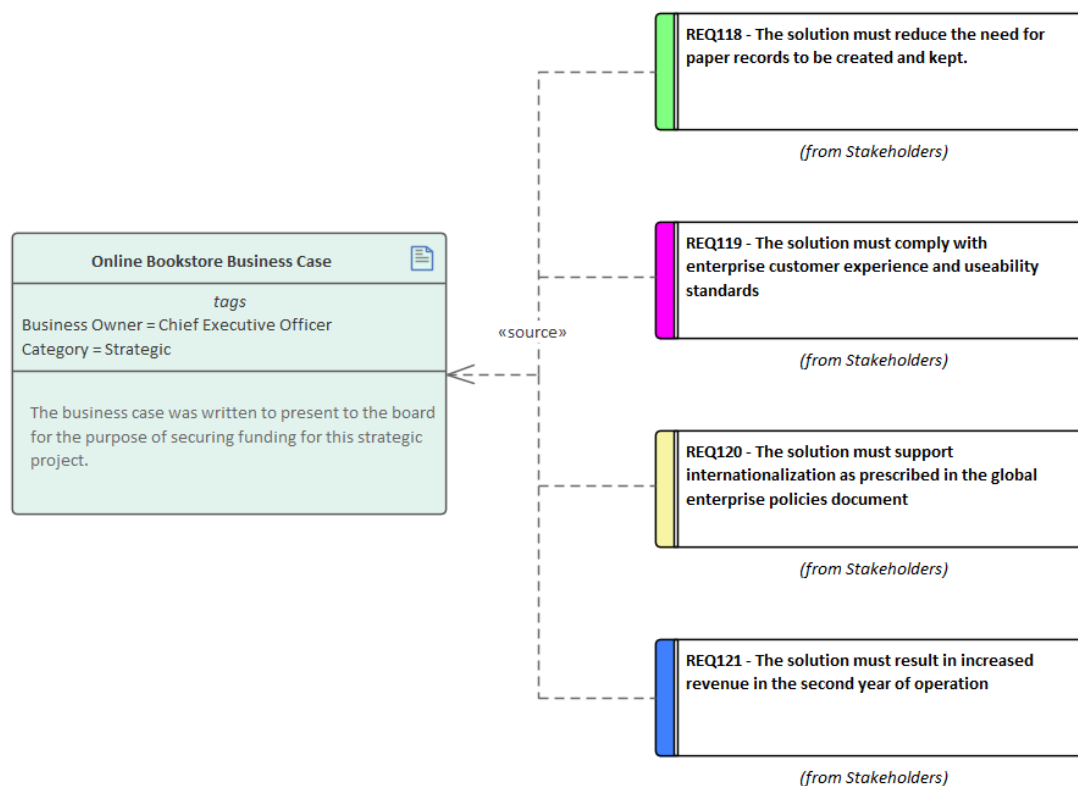 REQ118 - The solution must reduce the need for
paper records to be created and kept.
(from Stakeholders)
REQ119 - The solution must comply with
enterprise customer experience and useability
standards
(from Stakeholders)
Online Bookstore Business Case
tags
Business Owner = Chief Executive Officer
Category = Strategic
The business case was written to present to the board
for the purpose of securing funding for this strategic
project.
«source»
REQ120 - The solution must support
internationalization as prescribed in the global
enterprise policies document
(from Stakeholders)
REQ121 - The solution must result in increased
revenue in the second year of operation
(from Stakeholders)